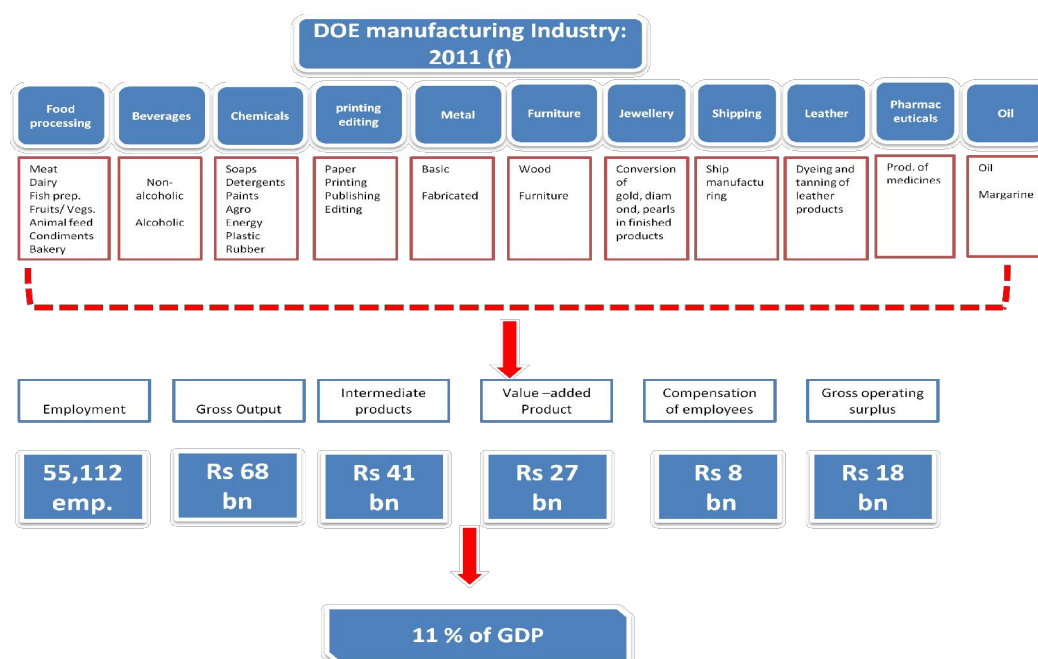 DOE manufacturing Industry:
2011 (f)
Food
processing
Beverages
Chemicals
printing
editing
Metal
Furniture
Jewellery
Shipping
Leather
Pharmac
euticals
Oil
Meat
Dairy
Fish prep.
Fruits/ Vegs.
Animal feed
Condiments
Bakery
Non-
alcoholic
Alcoholic
Soaps
Detergents
Paints
Agro
Energy
Plastic
Rubber
Paper
Printing
Publishing
Editing
Basic
Fabricated
Wood
Furniture
Conversion
of
gold, diam
ond, pearls
in finished
products
Ship
manufactu
ring
Dyeing and
tanning of
leather
products
Prod. of
medicines
Oil
Margarine
Employment
Gross Output
Intermediate
products
Value –added
Product
Compensation
of employees
Gross operating
surplus
55,112
emp.
Rs 68
bn
Rs 41
bn
Rs 27
bn
Rs 8
bn
Rs 18
bn
11 % of GDP